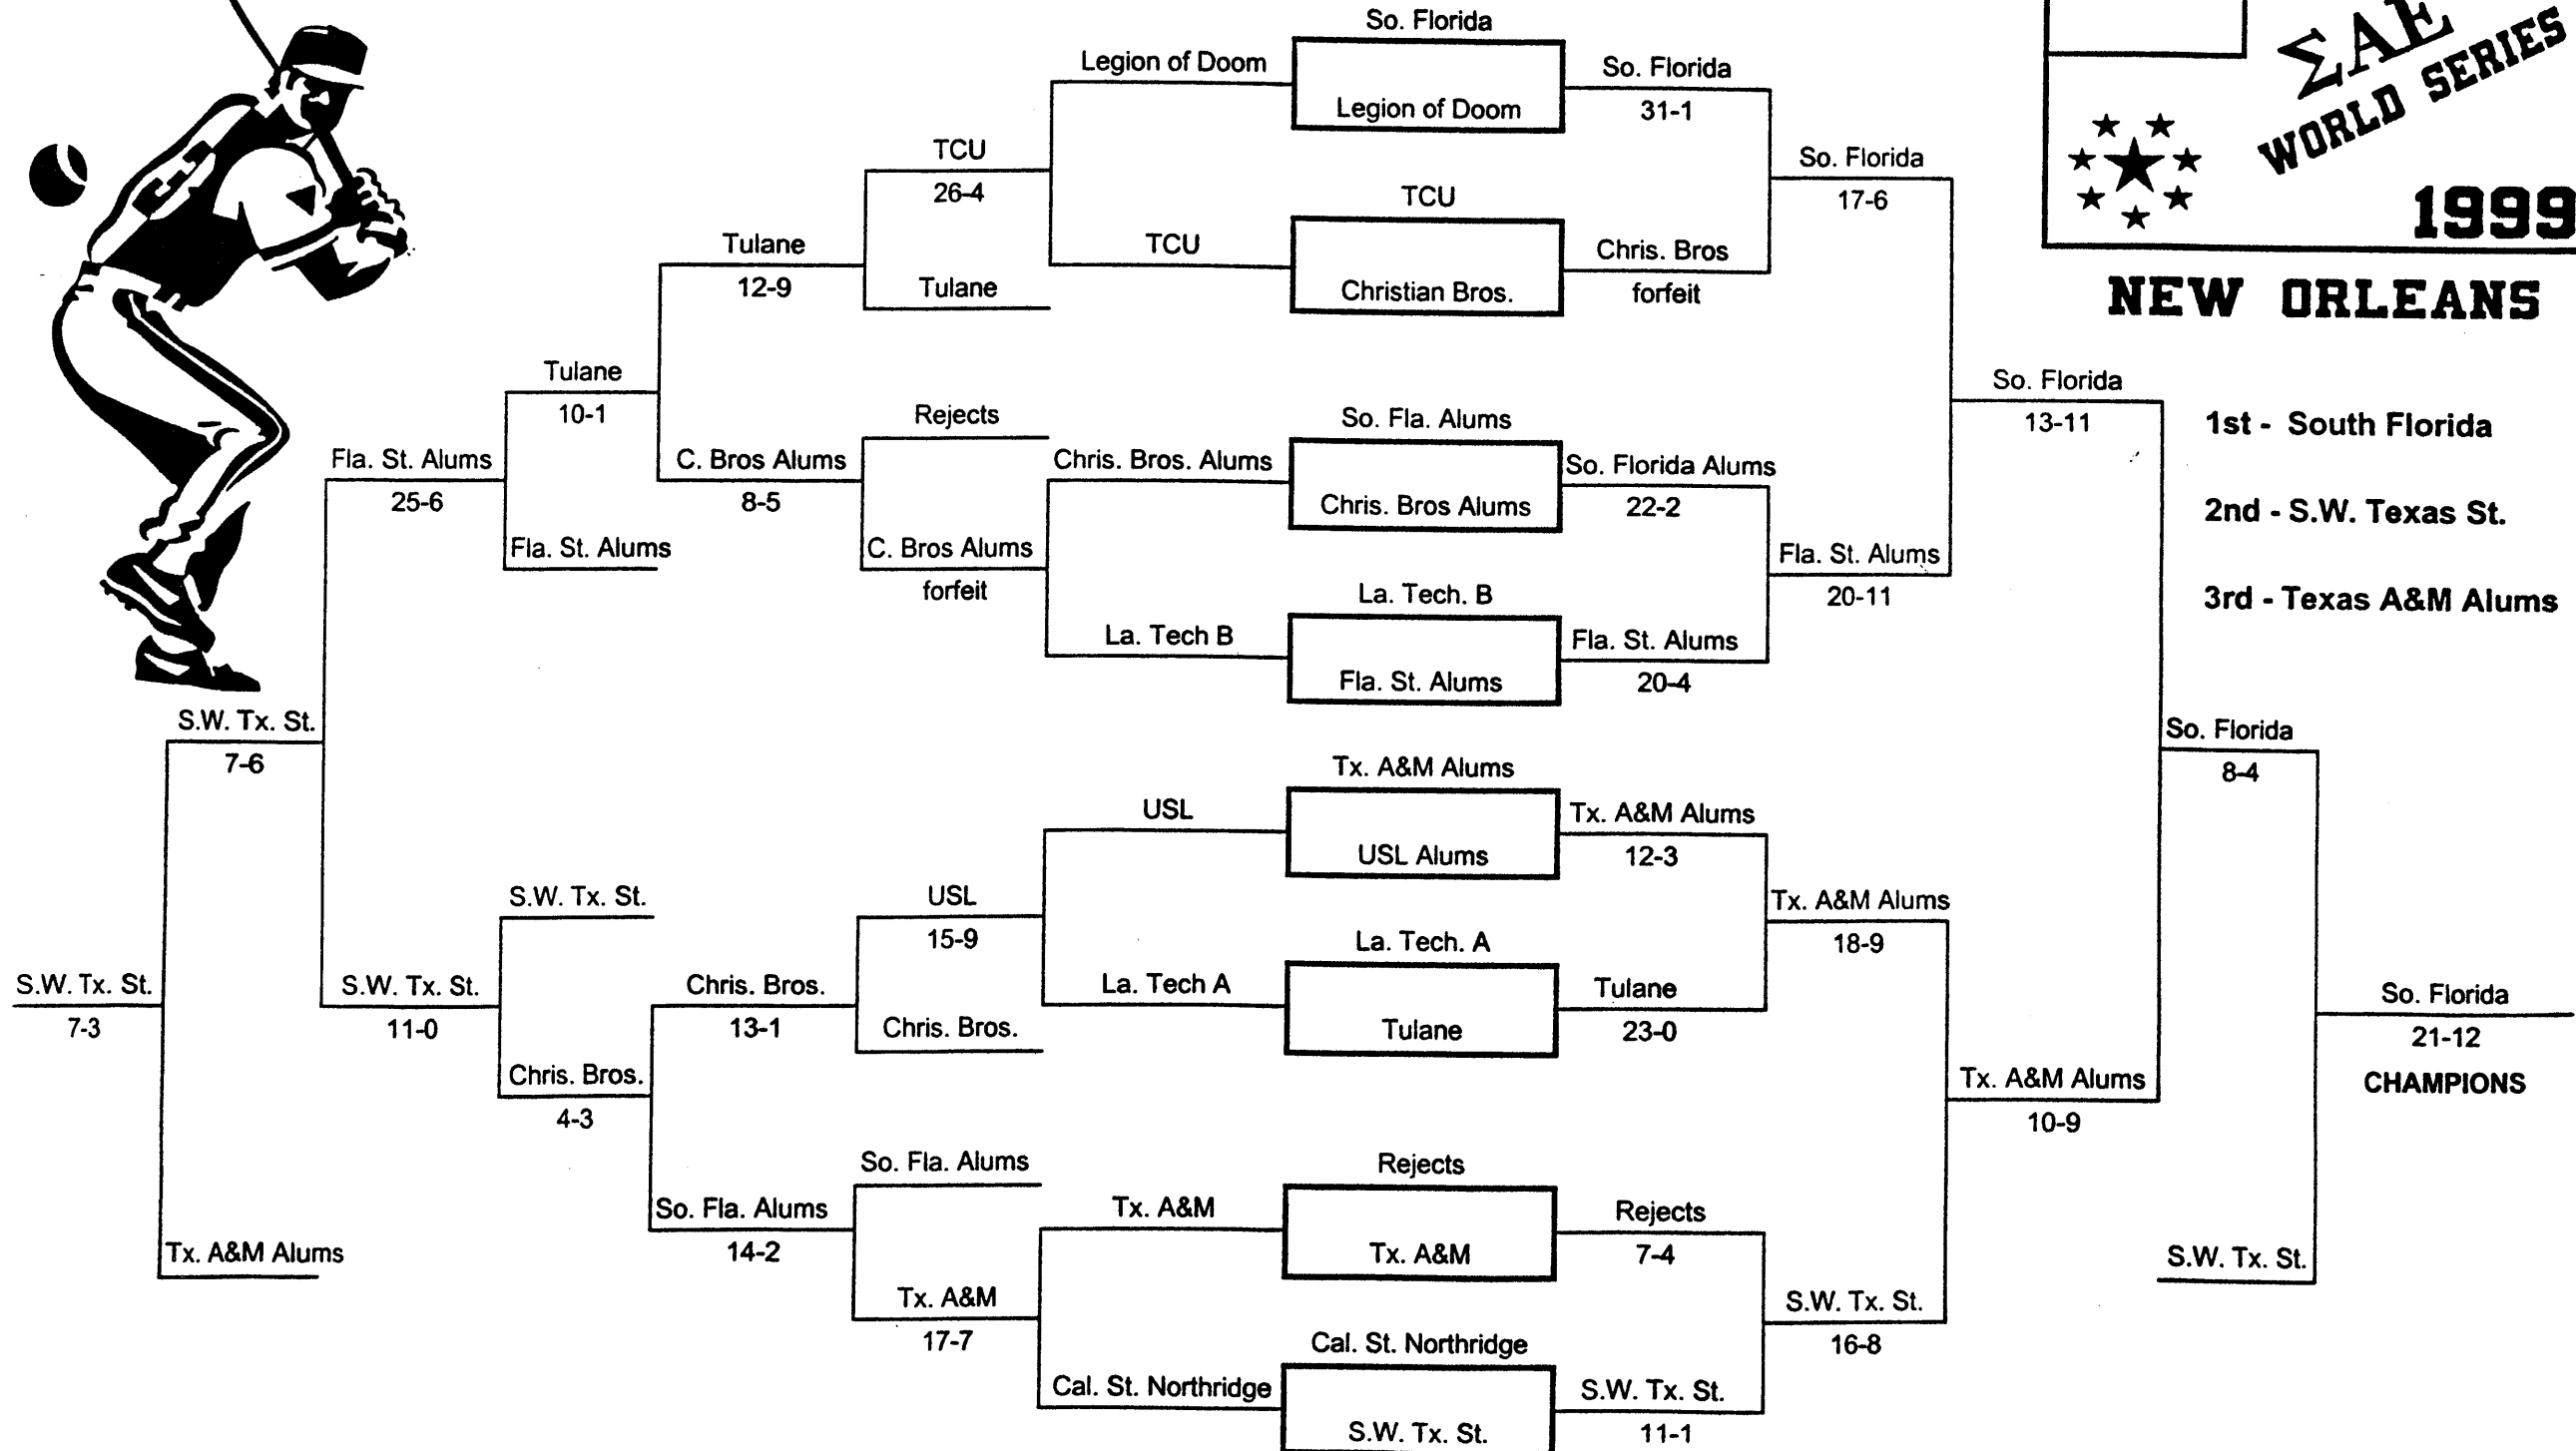 ΣΑΕ
WORLD SERIES
1999
NEW ORLEANS
1st - South Florida
2nd - S.W. Texas St.
3rd - Texas A&M Alums
So. Florida
Legion of Doom
TCU
Christian Bros.
So. Fla. Alums
Chris. Bros Alums
La. Tech. B
Fla. St. Alums
Tx. A&M Alums
USL Alums
La. Tech. A
Tulane
Rejects
Tx. A&M
Cal. St. Northridge
S.W. Tx. St.
So. Florida
31-1
Chris. Bros
forfeit
So. Florida Alums
22-2
Fla. St. Alums
20-4
Tx. A&M Alums
12-3
Tulane
23-0
Rejects
7-4
S.W. Tx. St.
11-1
So. Florida
17-6
Fla. St. Alums
20-11
Tx. A&M Alums
18-9
S.W. Tx. St.
16-8
So. Florida
13-11
Tx. A&M Alums
10-9
So. Florida
8-4
S.W. Tx. St.
So. Florida
21-12
CHAMPIONS
Legion of Doom
TCU
Chris. Bros. Alums
La. Tech B
USL
La. Tech A
Tx. A&M
Cal. St. Northridge
TCU
26-4
Tulane
Rejects
C. Bros Alums
forfeit
USL
15-9
Chris. Bros.
So. Fla. Alums
Tx. A&M
17-7
Tulane
12-9
C. Bros Alums
8-5
Chris. Bros.
13-1
So. Fla. Alums
14-2
Tulane
10-1
Fla. St. Alums
S.W. Tx. St.
Chris. Bros.
4-3
Fla. St. Alums
25-6
S.W. Tx. St.
11-0
S.W. Tx. St.
7-6
Tx. A&M Alums
S.W. Tx. St.
7-3